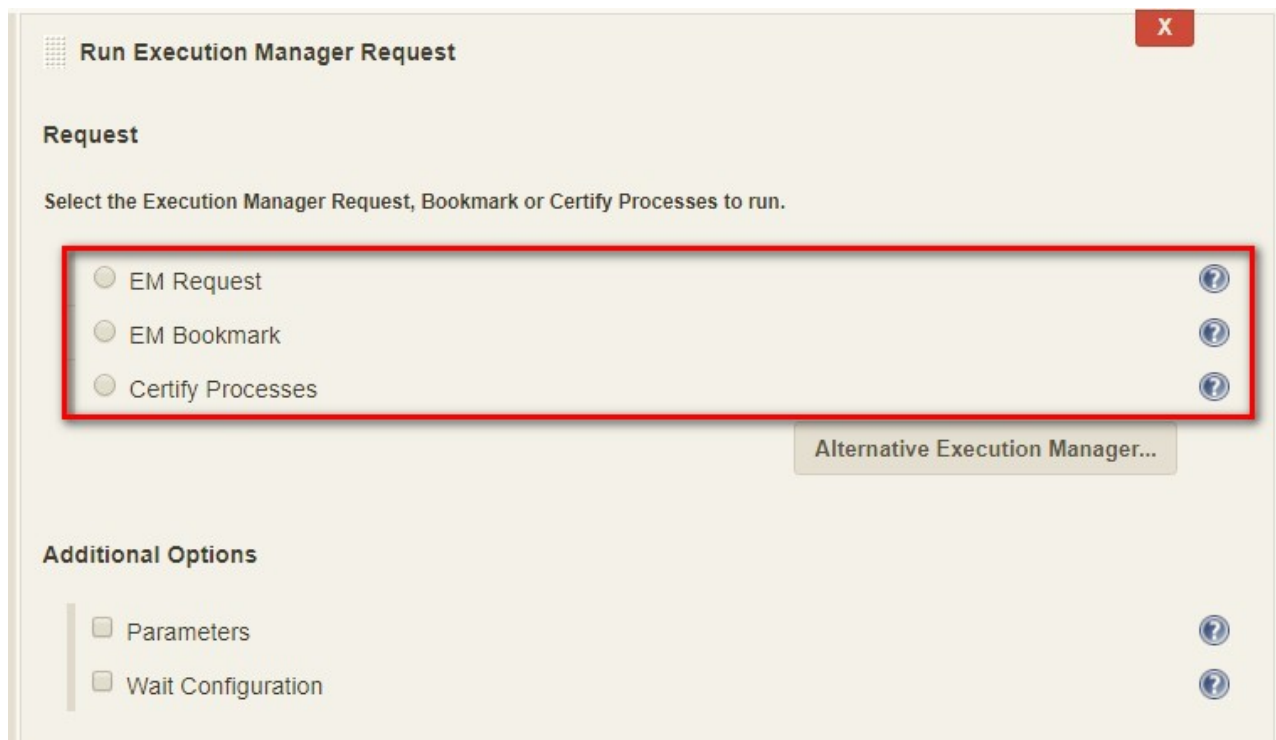 X
Run Execution Manager Request
Request
Select the Execution Manager Request, Bookmark or Certify Processes to run.
EM Request ?
EM Bookmark ?
Certify Processes ?
Alternative Execution Manager...
Additional Options
Parameters ?
Wait Configuration ?